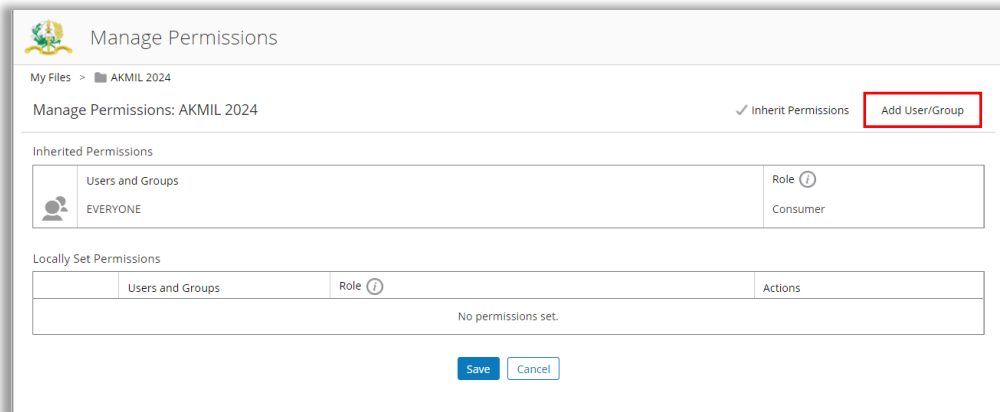 Manage Permissions
My Files > AKMIL 2024
Manage Permissions: AKMIL 2024
Inherit Permissions Add User/Group
Inherited Permissions
Users and Groups Role i
EVERYONE Consumer
Locally Set Permissions
Users and Groups Role i Actions
No permissions set.
Save Cancel